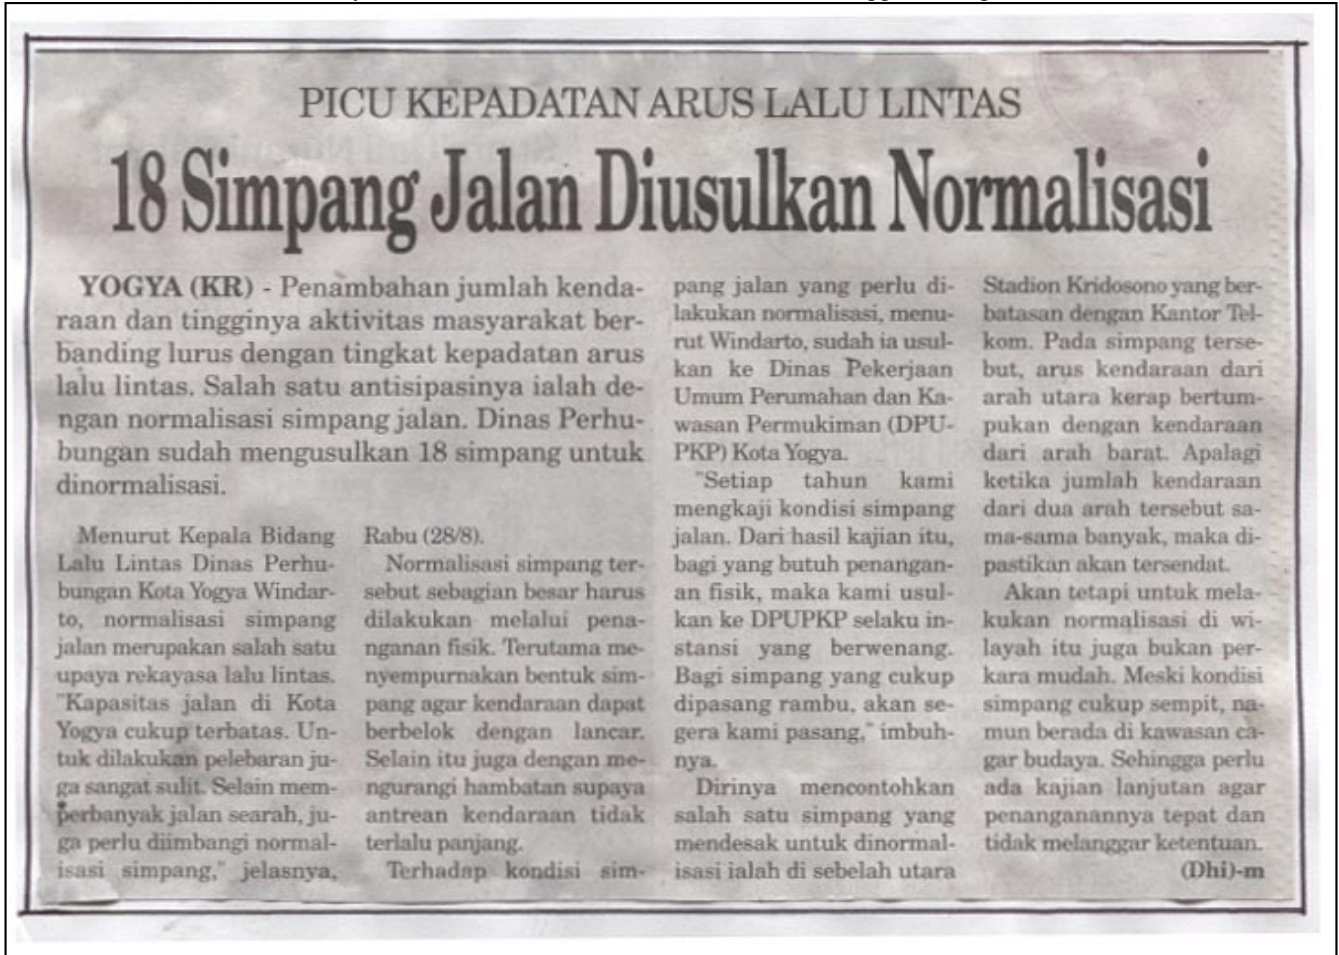 PICU KEPADATAN ARUS LALU LINTAS
18 Simpang Jalan Diusulkan Normalisasi
YOGYA (KR) - Penambahan jumlah kenda-
raan dan tingginya aktivitas masyarakat ber-
banding lurus dengan tingkat kepadatan arus
lalu lintas. Salah satu antisipasinya ialah de-
ngan normalisasi simpang jalan. Dinas Perhu-
bungan sudah mengusulkan 18 simpang untuk
dinormalisasi.
Menurut Kepala Bidang
Lalu Lintas Dinas Perhu-
bungan Kota Yogya Windar-
to, normalisasi simpang
jalan merupakan salah satu
upaya rekayasa lalu lintas.
"Kapasitas jalan di Kota
Yogya cukup terbatas. Un-
tuk dilakukan pelebaran ju-
ga sangat sulit. Selain mem-
perbanyak jalan searah, ju-
ga perlu diimbangi normal-
isasi simpang," jelasnya,
Rabu (28/8).
Normalisasi simpang ter-
sebut sebagian besar harus
dilakukan melalui pena-
nganan fisik. Terutama me-
nyempurnakan bentuk sim-
pang agar kendaraan dapat
berbelok dengan lancar.
Selain itu juga dengan me-
ngurangi hambatan supaya
antrean kendaraan tidak
terlalu panjang.
Terhadap kondisi sim-
pang jalan yang perlu di-
lakukan normalisasi, menu-
rut Windarto, sudah ia usul-
kan ke Dinas Pekerjaan
Umum Perumahan dan Ka-
wasan Permukiman (DPU-
PKP) Kota Yogya.
"Setiap tahun kami
mengkaji kondisi simpang
jalan. Dari hasil kajian itu,
bagi yang butuh penangan-
an fisik, maka kami usul-
kan ke DPUPKP selaku in-
stansi yang berwenang.
Bagi simpang yang cukup
dipasang rambu, akan se-
gera kami pasang," imbuh-
nya.
Dirinya mencontohkan
salah satu simpang yang
mendesak untuk dinormal-
isasi ialah di sebelah utara
Stadion Kridosono yang ber-
batasan dengan Kantor Tel-
kom. Pada simpang terse-
but, arus kendaraan dari
arah utara kerap bertum-
pukan dengan kendaraan
dari arah barat. Apalagi
ketika jumlah kendaraan
dari dua arah tersebut sa-
ma-sama banyak, maka di-
pastikan akan tersendat.
Akan tetapi untuk mela-
kukan normalisasi di wi-
layah itu juga bukan per-
kara mudah. Meski kondisi
simpang cukup sempit, na-
mun berada di kawasan ca-
gar budaya. Sehingga perlu
ada kajian lanjutan agar
penanganannya tepat dan
tidak melanggar ketentuan.
(Dhi)-m